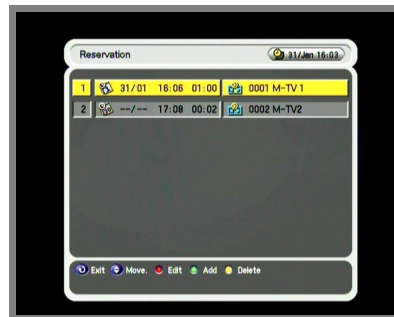 Reservation 31/Jan 16:03
1 31/01 16:06 01:00 0001 M-TV 1
2 --/-- 17:08 00:02 0002 M-TV2
Exit Move. Edit Add Delete